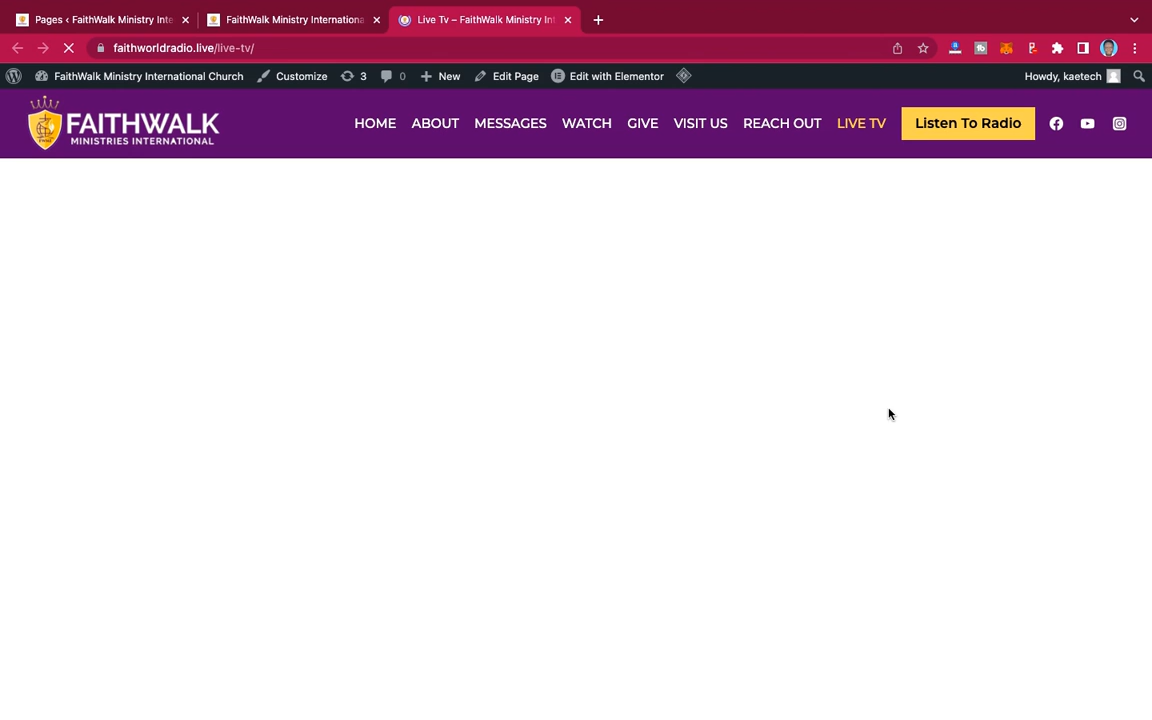 Pages ‹ FaithWalk Ministry Inte
FaithWalk Ministry Internationa
Live Tv – FaithWalk Ministry Int
faithworldradio.live/live-tv/
FaithWalk Ministry International Church
Customize
3
0
New
Edit Page
Edit with Elementor
Howdy, kaetech
FAITHWALK
MINISTRIES INTERNATIONAL
HOME
ABOUT
MESSAGES
WATCH
GIVE
VISIT US
REACH OUT
LIVE TV
Listen To Radio